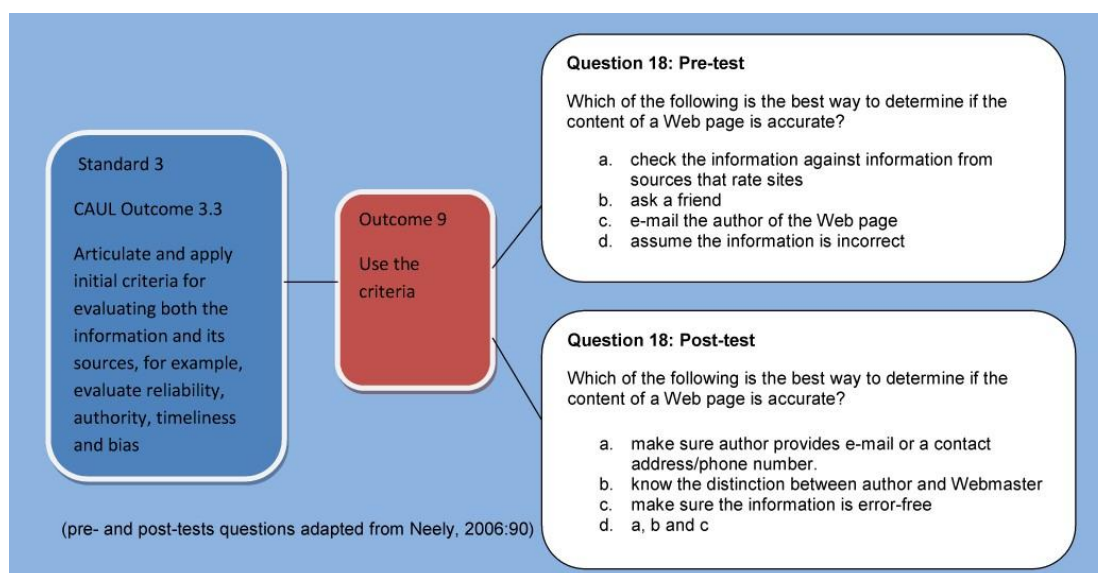 Standard 3
CAUL Outcome 3.3
Articulate and apply
initial criteria for
evaluating both the
information and its
sources, for example,
evaluate reliability,
authority, timeliness
and bias
Outcome 9
Use the
criteria
Question 18: Pre-test
Which of the following is the best way to determine if the
content of a Web page is accurate?
a. check the information against information from
sources that rate sites
b. ask a friend
c. e-mail the author of the Web page
d. assume the information is incorrect
Question 18: Post-test
Which of the following is the best way to determine if the
content of a Web page is accurate?
a. make sure author provides e-mail or a contact
address/phone number.
b. know the distinction between author and Webmaster
c. make sure the information is error-free
d. a, b and c
(pre- and post-tests questions adapted from Neely, 2006:90)